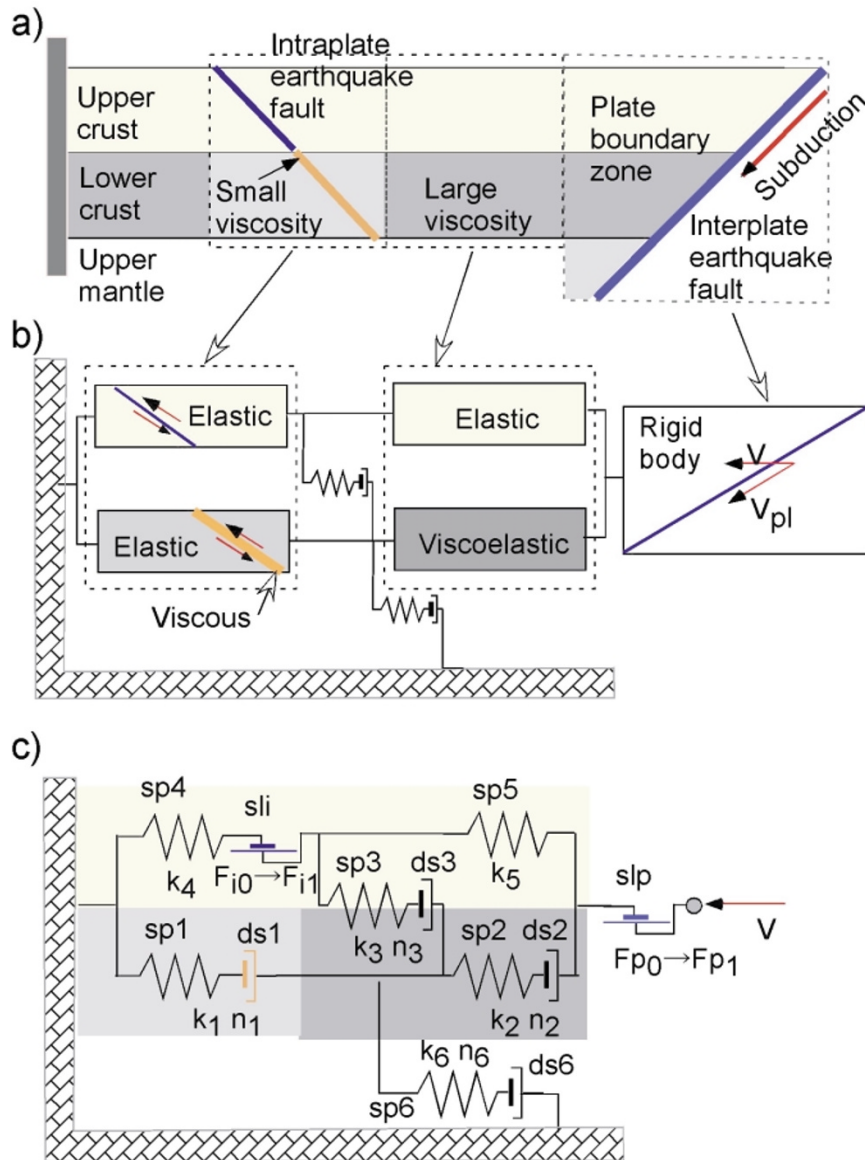 a)
Intraplate
earthquake
fault
Upper
crust
Plate
boundary
zone
Subduction
Lower
crust
Small
viscosity
Large
viscosity
Interplate
earthquake
fault
Upper
mantle
b)
Elastic
Elastic
Rigid
body
V
Vpl
Elastic
Viscoelastic
Viscous
c)
sp4
sli
sp5
k4
Fi0→Fi1
sp3
ds3
k5
slp
sp1
ds1
k3 n3
sp2
ds2
V
Fp0→Fp1
k1 n1
k2 n2
k6 n6
ds6
sp6